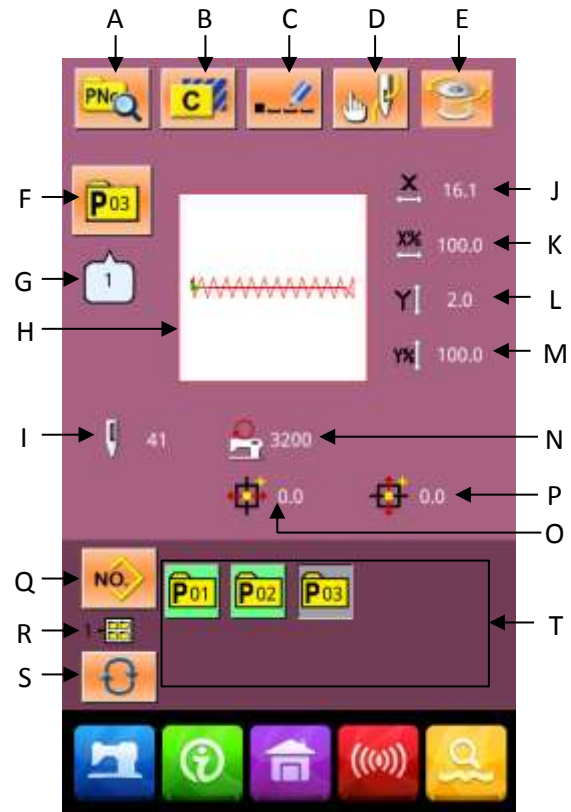 A B C D E
PNo
C
F P03 X 16.1 J
X% 100.0 K
G 1
Y 2.0 L
H
Y% 100.0 M
I 41 3200 N
0.0 0.0 P
O
Q NO. P01 P02 P03
R 1- T
S